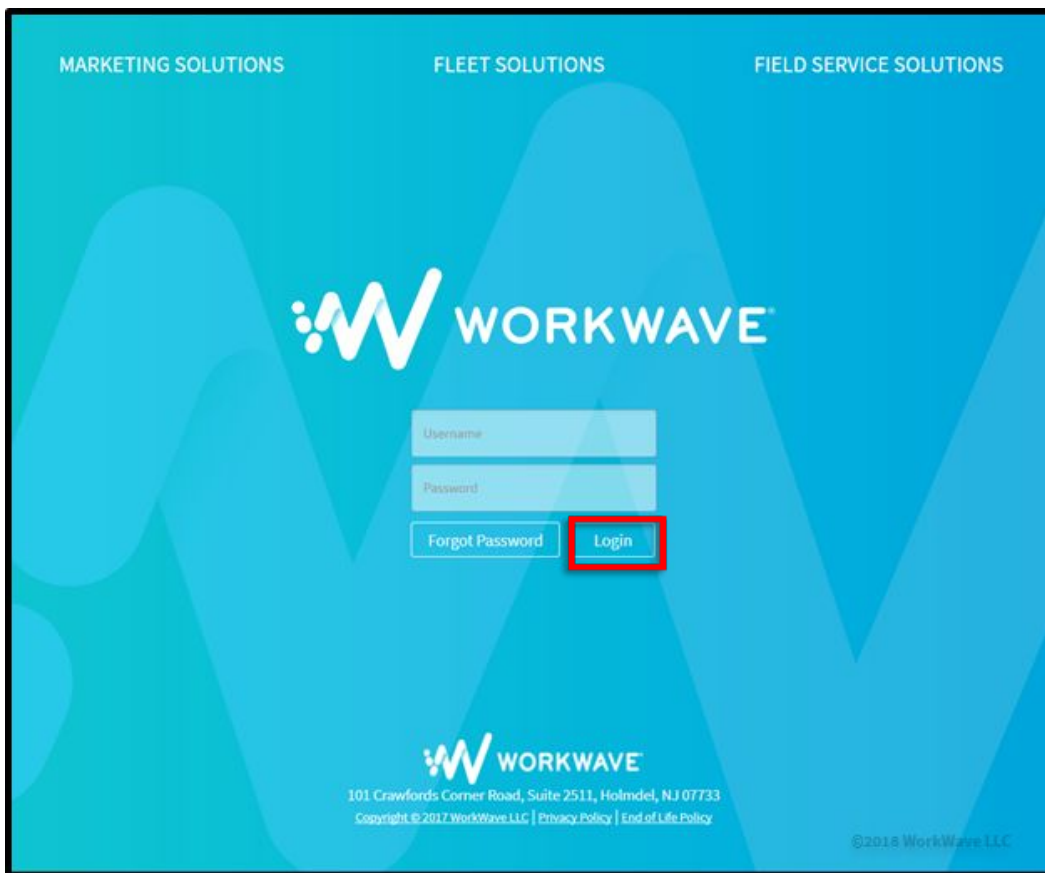 MARKETING SOLUTIONS FLEET SOLUTIONS FIELD SERVICE SOLUTIONS
WORKWAVE®
Username
Password
Forgot Password Login
WORKWAVE
101 Crawfords Corner Road, Suite 2511, Holmdel, NJ 07733
Copyright © 2017 WorkWave LLC | Privacy Policy | End of Life Policy
©2018 WorkWave LLC